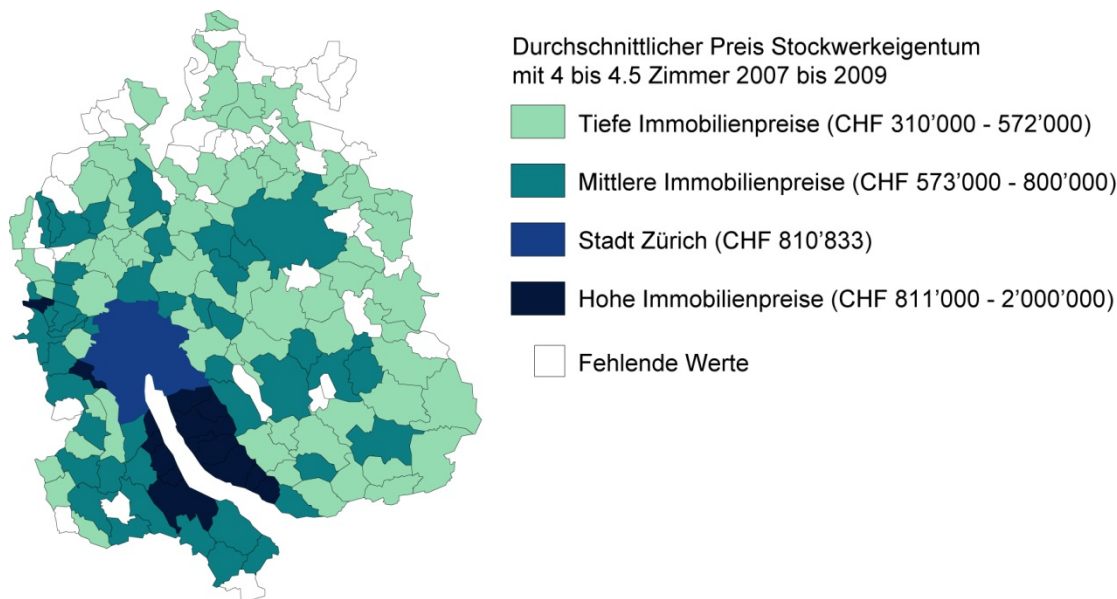 Durchschnittlicher Preis Stockwerkeigentum
mit 4 bis 4.5 Zimmer 2007 bis 2009
Tiefe Immobilienpreise (CHF 310’000 - 572’000)
Mittlere Immobilienpreise (CHF 573’000 - 800’000)
Stadt Zürich (CHF 810’833)
Hohe Immobilienpreise (CHF 811’000 - 2’000’000)
Fehlende Werte